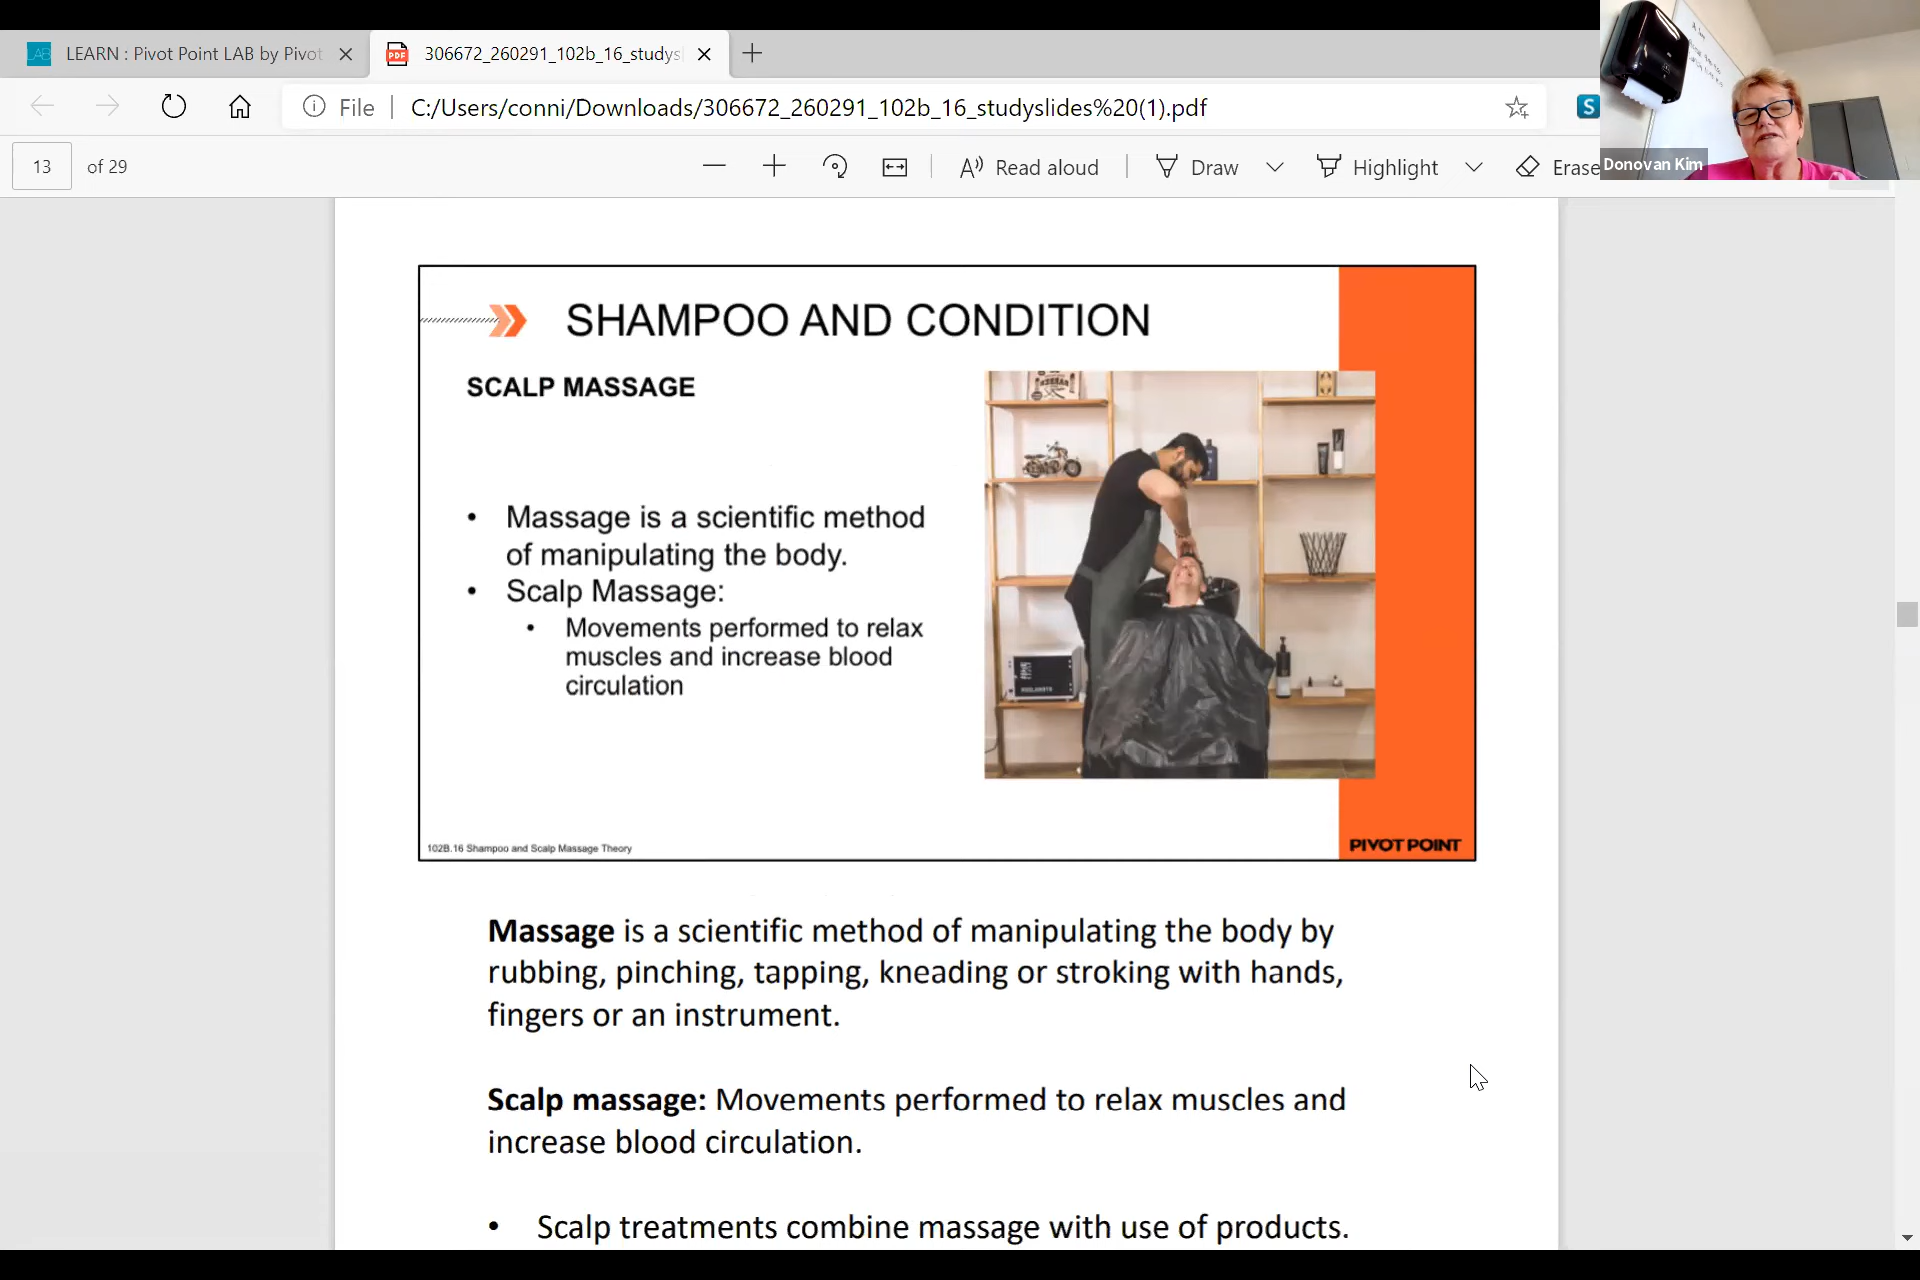 LEARN : Pivot Point LAB by Pivot
306672_260291_102b_16_studys
File
C:/Users/conni/Downloads/306672_260291_102b_16_studyslides%20(1).pdf
S
Donovan Kim
13 of 29
Read aloud
Draw
Highlight
Erase
SHAMPOO AND CONDITION
SCALP MASSAGE
• Massage is a scientific method
of manipulating the body.
• Scalp Massage:
• Movements performed to relax
muscles and increase blood
circulation
102B.16 Shampoo and Scalp Massage Theory
PIVOT POINT
Massage is a scientific method of manipulating the body by
rubbing, pinching, tapping, kneading or stroking with hands,
fingers or an instrument.
Scalp massage: Movements performed to relax muscles and
increase blood circulation.
• Scalp treatments combine massage with use of products.